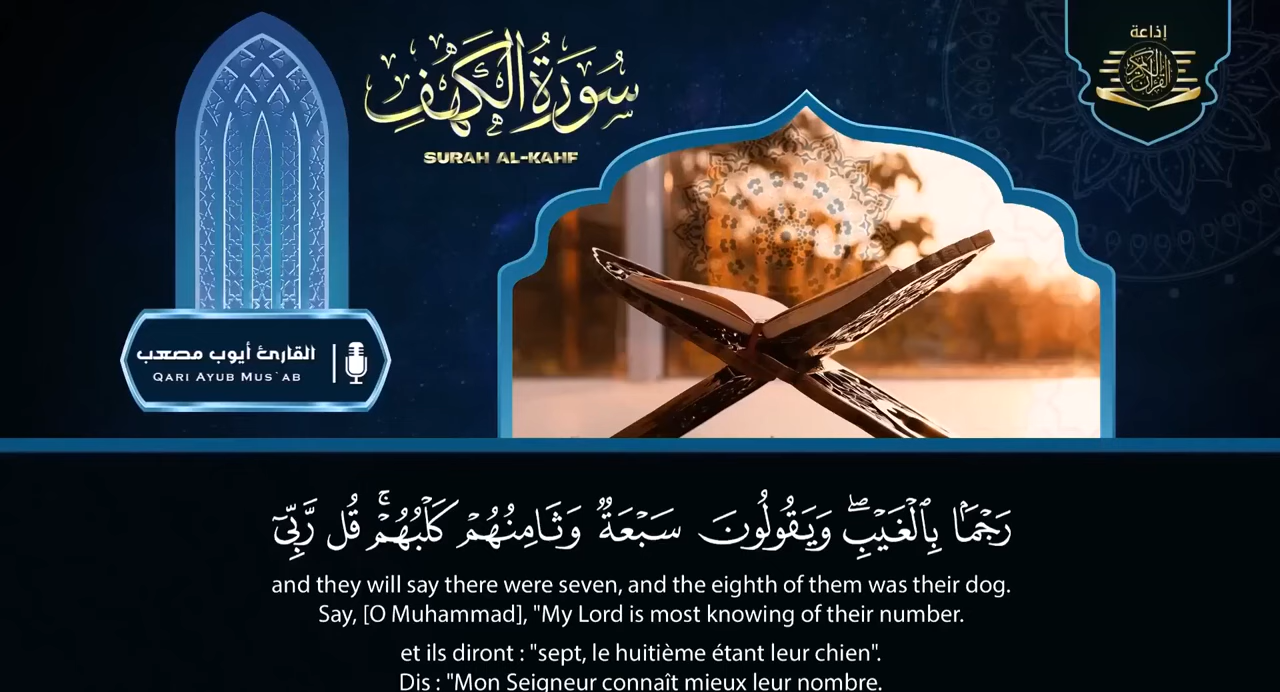 سُورَةُ الكَهْفِ
SURAH AL-KAHF
إذاعة
القرآن الكريم
القارئ أيوب مصعب
QARI AYUB MUS`AB
رَجْمَۢا بِٱلْغَيْبِۖ وَيَقُولُونَ سَبْعَةٞ وَثَامِنُهُمْ كَلْبُهُمْۚ قُل رَّبِّيٓ
and they will say there were seven, and the eighth of them was their dog.
Say, [O Muhammad], "My Lord is most knowing of their number.
et ils diront : "sept, le huitième étant leur chien".
Dis : "Mon Seigneur connaît mieux leur nombre.